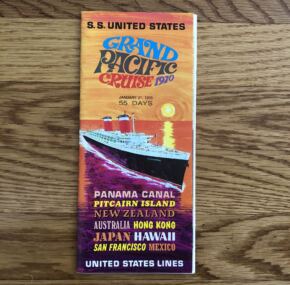 S.S. UNITED STATES
GRAND
PACIFIC
CRUISE 1970
JANUARY 21, 1970
55 DAYS
PANAMA CANAL
PITCAIRN ISLAND
NEW ZEALAND
AUSTRALIA HONG KONG
JAPAN HAWAII
SAN FRANCISCO MEXICO
UNITED STATES LINES